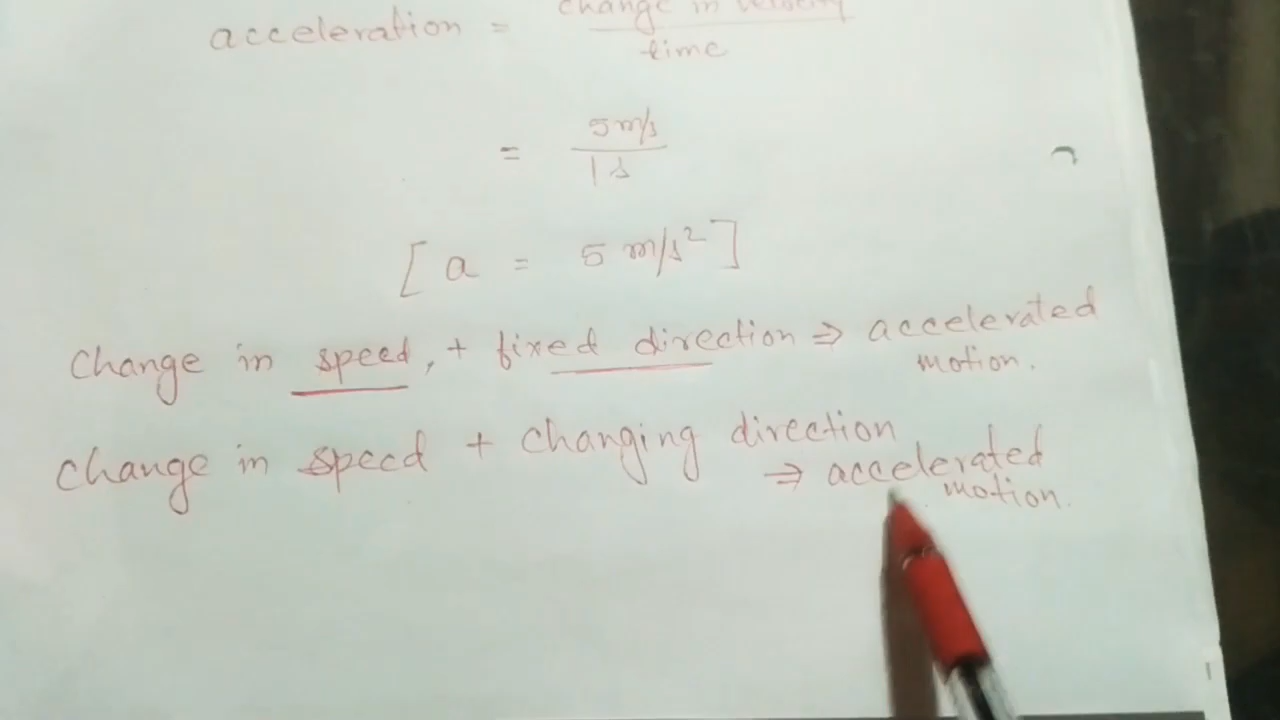 acceleration = change in velocity
time
= 5 m/s
1 s
[ a = 5 m/s² ]
Change in speed, + fixed direction ⇒ accelerated
motion.
Change in speed + changing direction
⇒ accelerated
motion.